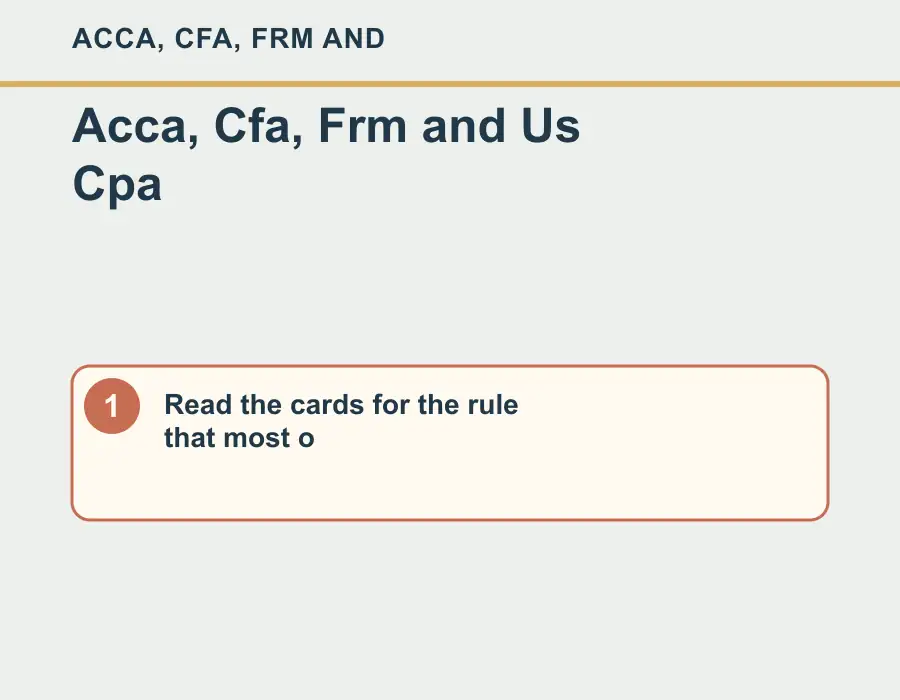 ACCA, CFA, FRM AND
Acca, Cfa, Frm and Us
Cpa
1
Read the cards for the rule
that most o